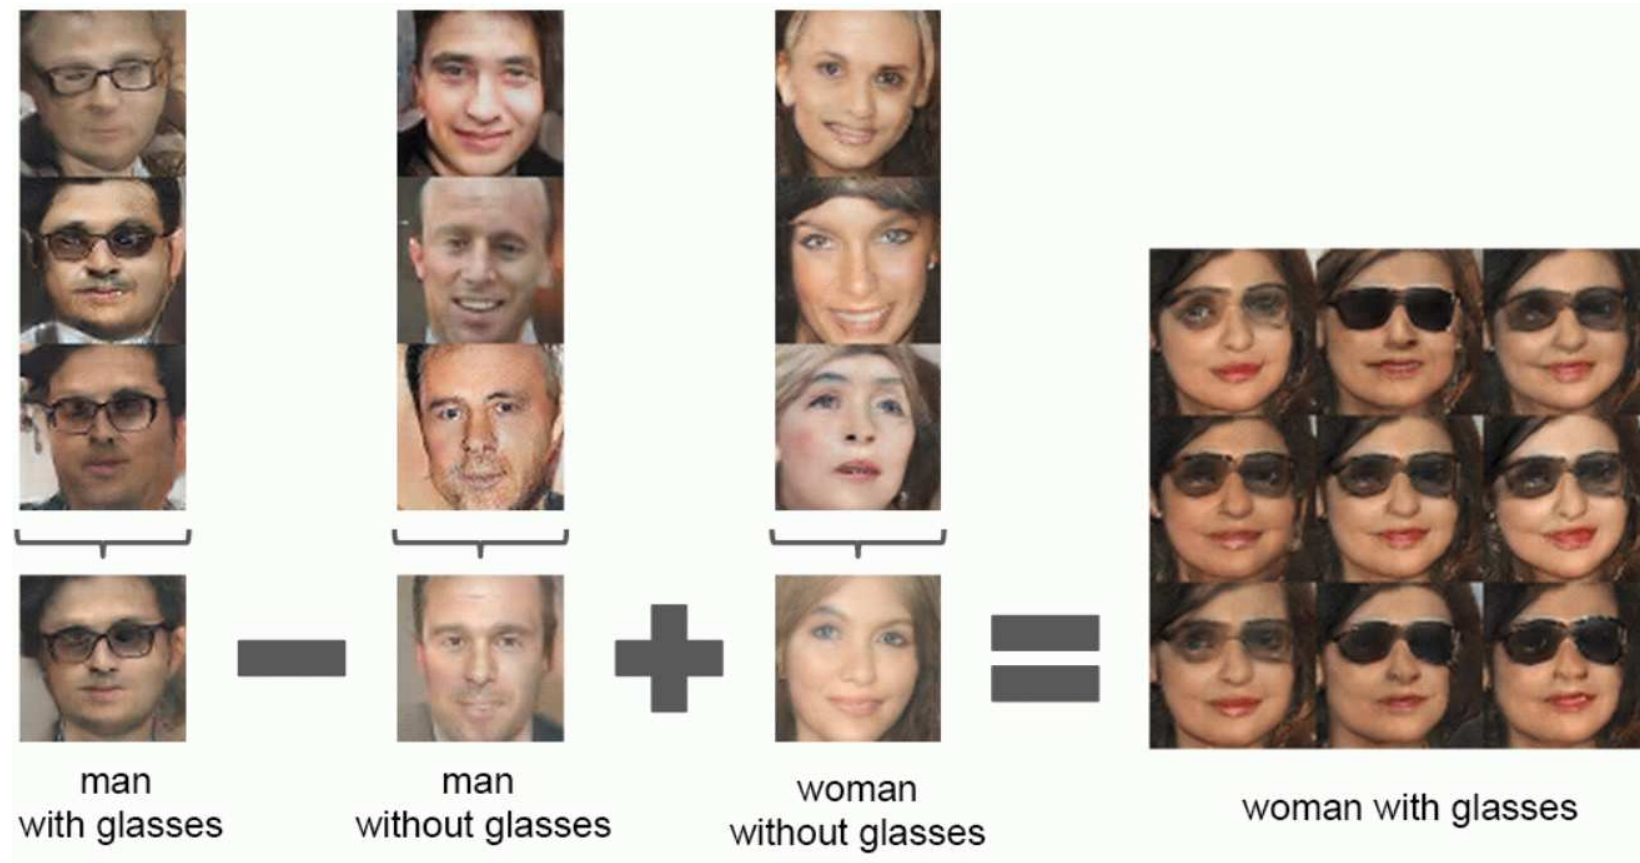 man
with glasses
man
without glasses
woman
without glasses
woman with glasses